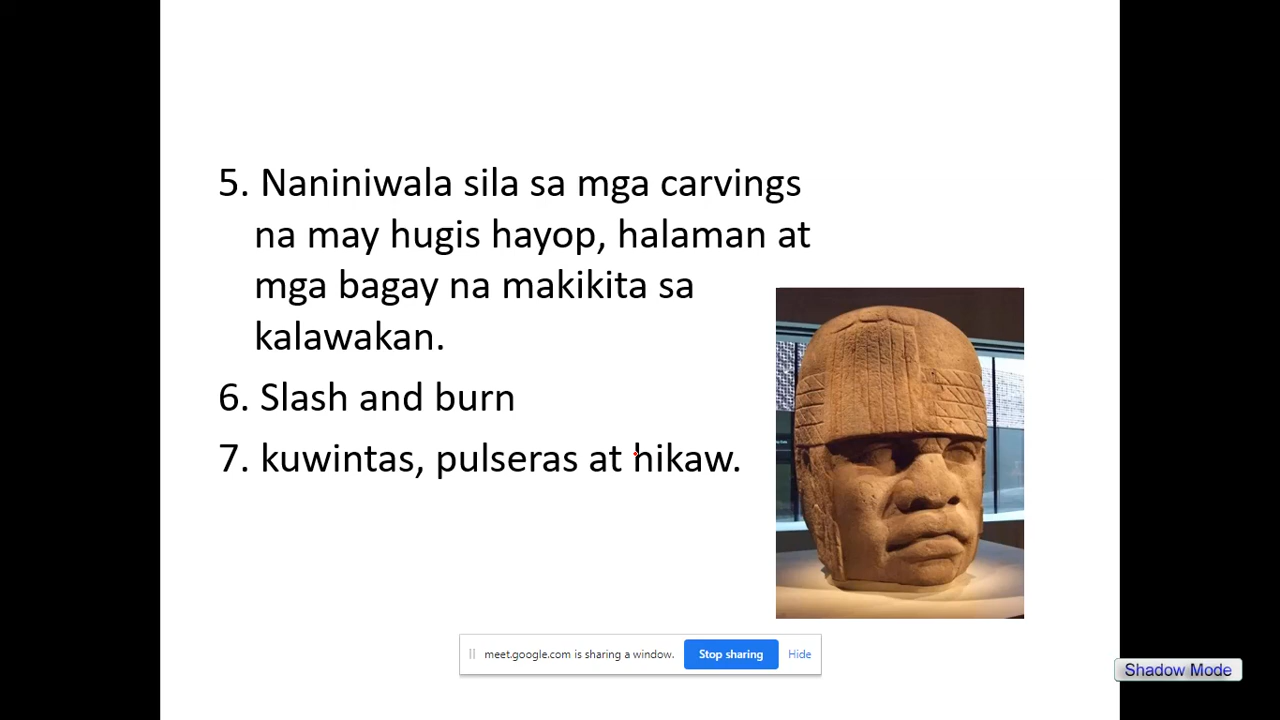 5. Naniniwala sila sa mga carvings
na may hugis hayop, halaman at
mga bagay na makikita sa
kalawakan.
6. Slash and burn
7. kuwintas, pulseras at hikaw.
meet.google.com is sharing a window.
Stop sharing
Hide
Shadow Mode